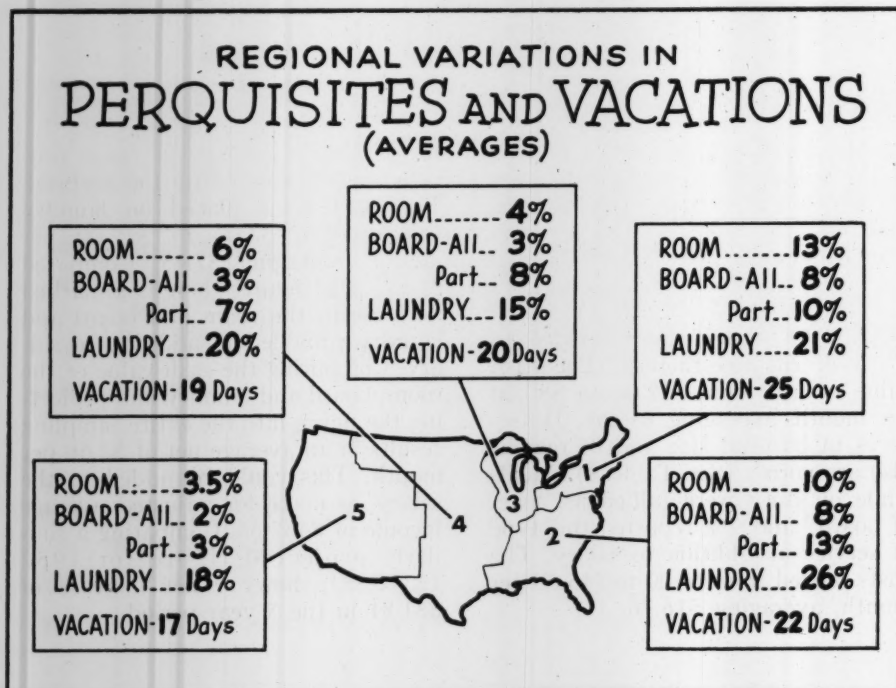 REGIONAL VARIATIONS IN
PERQUISITES AND VACATIONS
(AVERAGES)
ROOM....... 4%
BOARD-All.. 3%
Part.. 8%
LAUNDRY.... 15%
VACATION-20 Days
ROOM....... 6%
BOARD-All.. 3%
Part.. 7%
LAUNDRY.... 20%
VACATION-19 Days
ROOM....... 13%
BOARD-All.. 8%
Part.. 10%
LAUNDRY.... 21%
VACATION-25 Days
ROOM....... 3.5%
BOARD-All.. 2%
Part.. 3%
LAUNDRY.... 18%
VACATION-17 Days
ROOM....... 10%
BOARD-All.. 8%
Part.. 13%
LAUNDRY.... 26%
VACATION-22 Days
1
2
3
4
5